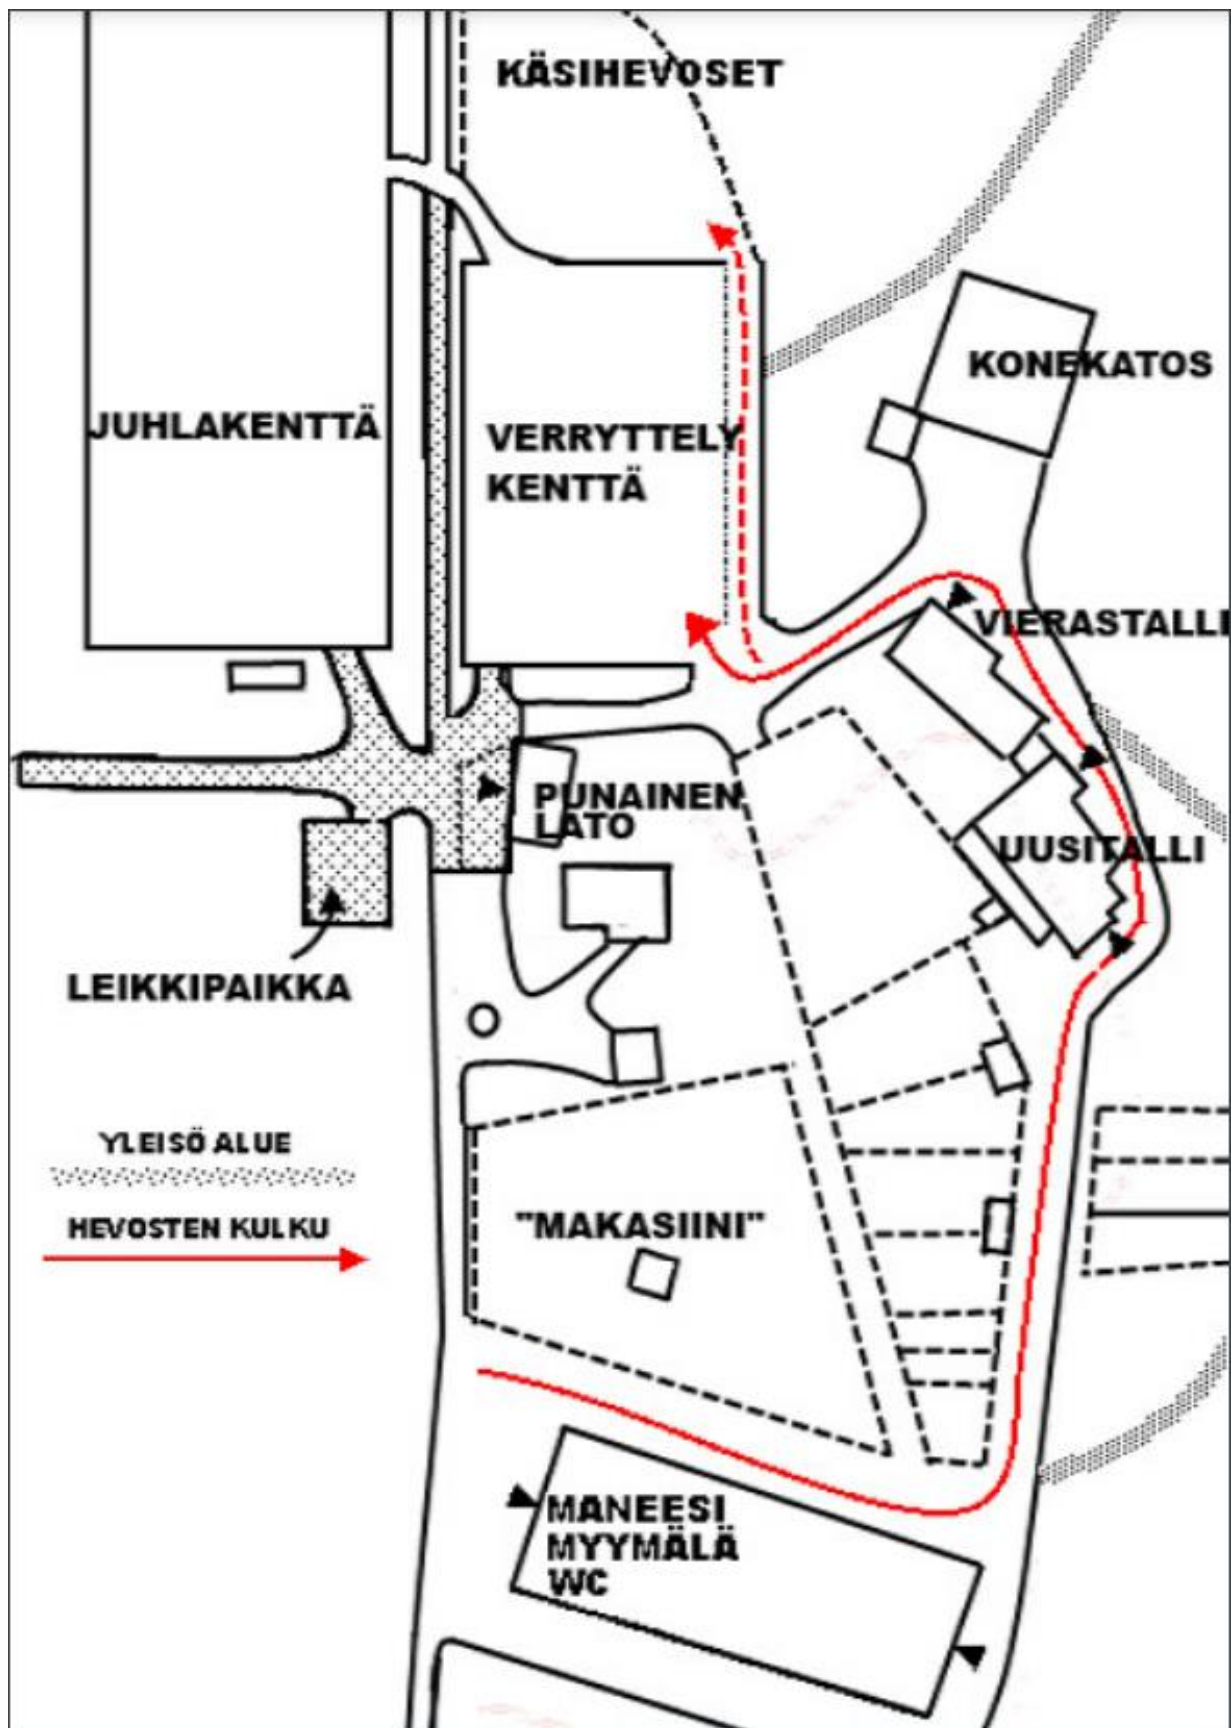 KÄSIHEVOSET
KONEKATOS
JUHLAKENTTÄ
VERRYTTELY
KENTTÄ
VIERASTALLI
PUNAINEN
LATO
UUSITALLI
LEIKKIPAIKKA
YLEISÖ ALUE
HEVOSTEN KULKU
"MAKASIINI"
MANEESI
MYYMÄLÄ
WC